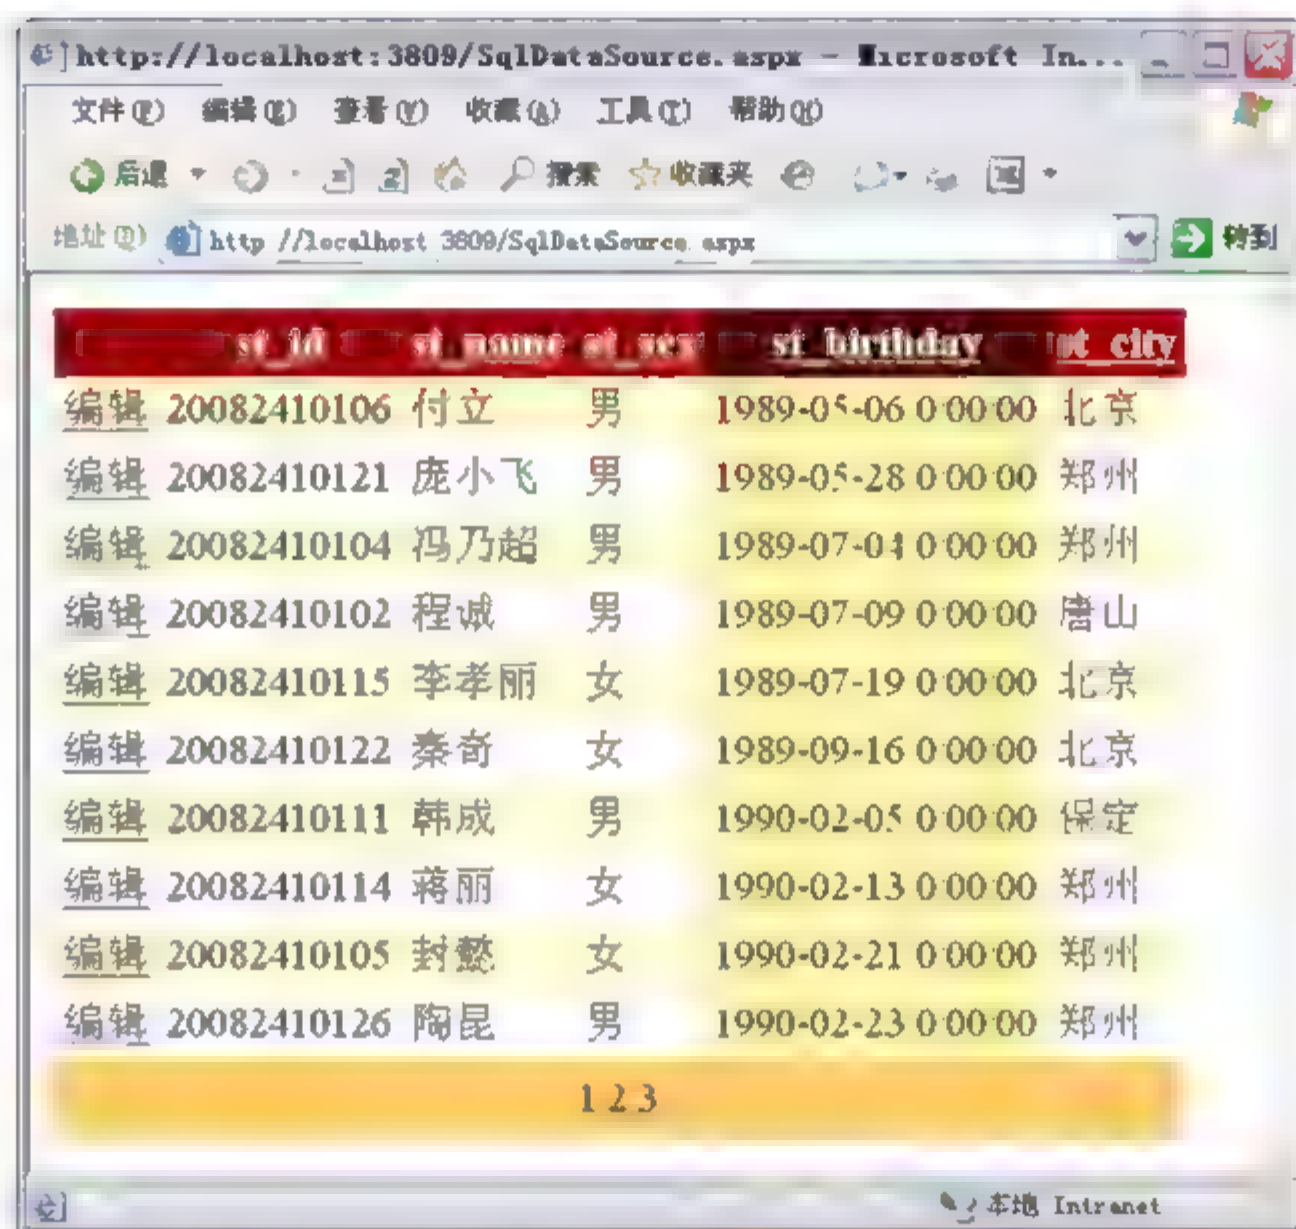 http://localhost:3809/SqlDataSource.aspx - Microsoft In...
文件(F) 编辑(E) 查看(V) 收藏(A) 工具(T) 帮助(H)
后退 搜索 收藏夹
地址(D) http //localhost 3809/SqlDataSource aspx 转到
st_id st_name st_sex st_birthday st_city
编辑 20082410106 付立 男 1989-05-06 0 00 00 北京
编辑 20082410121 庞小飞 男 1989-05-28 0 00 00 郑州
编辑 20082410104 冯乃超 男 1989-07-04 0 00 00 郑州
编辑 20082410102 程诚 男 1989-07-09 0 00 00 唐山
编辑 20082410115 李孝丽 女 1989-07-19 0 00 00 北京
编辑 20082410122 秦奇 女 1989-09-16 0 00 00 北京
编辑 20082410111 韩成 男 1990-02-05 0 00 00 保定
编辑 20082410114 蒋丽 女 1990-02-13 0 00 00 郑州
编辑 20082410105 封懿 女 1990-02-21 0 00 00 郑州
编辑 20082410126 陶昆 男 1990-02-23 0 00 00 郑州
1 2 3
本地 Intranet